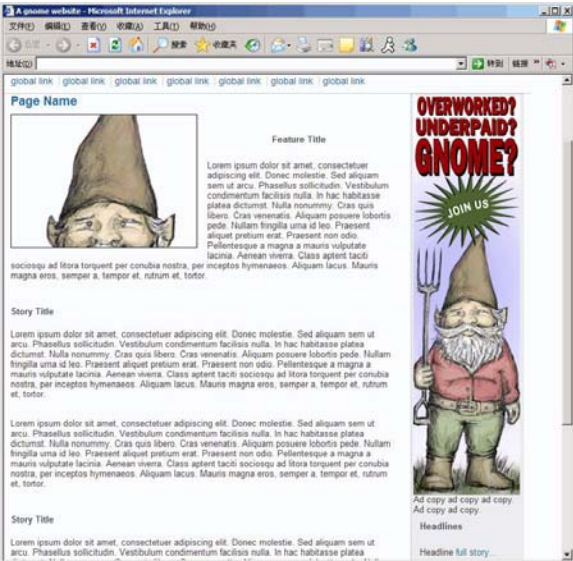 A gnome website - Microsoft Internet Explorer
文件(F) 编辑(E) 查看(V) 收藏(A) 工具(T) 帮助(H)
后退 搜索 收藏夹
地址(D) 转到 链接 »
global link | global link | global link | global link | global link | global link | global link
Page Name
Feature Title
Lorem ipsum dolor sit amet, consectetuer
adipiscing elit. Donec molestie. Sed aliquam
sem ut arcu. Phasellus sollicitudin. Vestibulum
condimentum facilisis nulla. In hac habitasse
platea dictumst. Nulla nonummy. Cras quis
libero. Cras venenatis. Aliquam posuere lobortis
pede. Nullam fringilla urna id leo. Praesent
aliquet pretium erat. Praesent non odio.
Pellentesque a magna a mauris vulputate
lacinia. Aenean viverra. Class aptent taciti
sociosqu ad litora torquent per conubia nostra, per inceptos hymenaeos. Aliquam lacus. Mauris
magna eros, semper a, tempor et, rutrum et, tortor.
Story Title
Lorem ipsum dolor sit amet, consectetuer adipiscing elit. Donec molestie. Sed aliquam sem ut
arcu. Phasellus sollicitudin. Vestibulum condimentum facilisis nulla. In hac habitasse platea
dictumst. Nulla nonummy. Cras quis libero. Cras venenatis. Aliquam posuere lobortis pede. Nullam
fringilla urna id leo. Praesent aliquet pretium erat. Praesent non odio. Pellentesque a magna a
mauris vulputate lacinia. Aenean viverra. Class aptent taciti sociosqu ad litora torquent per conubia
nostra, per inceptos hymenaeos. Aliquam lacus. Mauris magna eros, semper a, tempor et, rutrum
et, tortor.
Lorem ipsum dolor sit amet, consectetuer adipiscing elit. Donec molestie. Sed aliquam sem ut
arcu. Phasellus sollicitudin. Vestibulum condimentum facilisis nulla. In hac habitasse platea
dictumst. Nulla nonummy. Cras quis libero. Cras venenatis. Aliquam posuere lobortis pede. Nullam
fringilla urna id leo. Praesent aliquet pretium erat. Praesent non odio. Pellentesque a magna a
mauris vulputate lacinia. Aenean viverra. Class aptent taciti sociosqu ad litora torquent per conubia
nostra, per inceptos hymenaeos. Aliquam lacus. Mauris magna eros, semper a, tempor et, rutrum
et, tortor.
Story Title
Lorem ipsum dolor sit amet, consectetuer adipiscing elit. Donec molestie. Sed aliquam sem ut
arcu. Phasellus sollicitudin. Vestibulum condimentum facilisis nulla. In hac habitasse platea
OVERWORKED?
UNDERPAID?
GNOME?
JOIN US
Ad copy ad copy ad copy.
Ad copy ad copy.
Headlines
Headline full story...